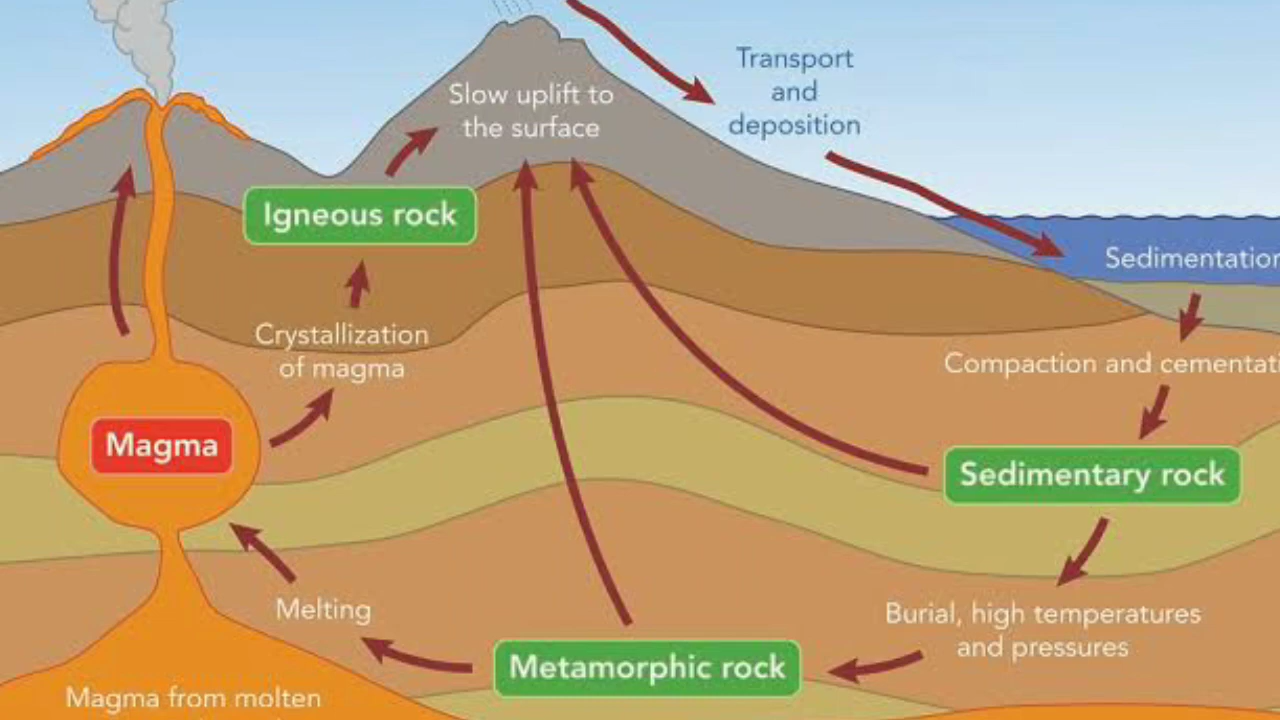 Transport
and
deposition
Slow uplift to
the surface
Igneous rock
Sedimentation
Crystallization
of magma
Compaction and
Magma
Sedimentary rock
Melting
Burial, high temperatures
and pressures
Metamorphic rock
Magma from molten